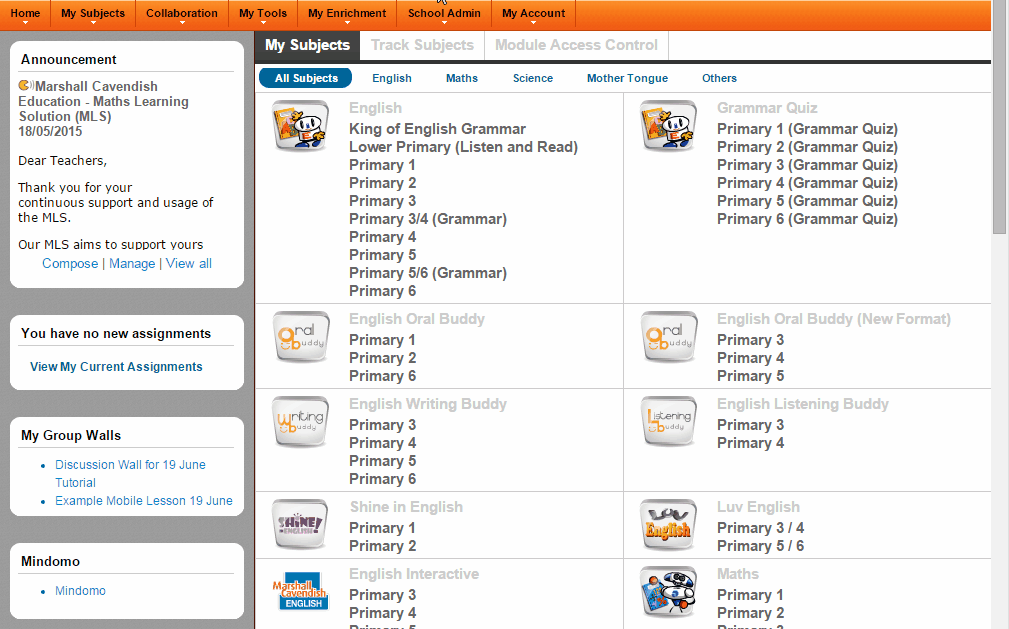 Home
My Subjects
Collaboration
My Tools
My Enrichment
School Admin
My Account
Announcement
Marshall Cavendish
Education - Maths Learning
Solution (MLS)
18/05/2015
Dear Teachers,
Thank you for your
continuous support and usage of
the MLS.
Our MLS aims to support yours
Compose | Manage | View all
You have no new assignments
View My Current Assignments
My Group Walls
Discussion Wall for 19 June
Tutorial
Example Mobile Lesson 19 June
Mindomo
Mindomo
My Subjects
Track Subjects
Module Access Control
All Subjects
English
Maths
Science
Mother Tongue
Others
English
King of English Grammar
Lower Primary (Listen and Read)
Primary 1
Primary 2
Primary 3
Primary 3/4 (Grammar)
Primary 4
Primary 5
Primary 5/6 (Grammar)
Primary 6
Grammar Quiz
Primary 1 (Grammar Quiz)
Primary 2 (Grammar Quiz)
Primary 3 (Grammar Quiz)
Primary 4 (Grammar Quiz)
Primary 5 (Grammar Quiz)
Primary 6 (Grammar Quiz)
oral
buddy
English Oral Buddy
Primary 1
Primary 2
Primary 6
oral
buddy
English Oral Buddy (New Format)
Primary 3
Primary 4
Primary 5
writing
buddy
English Writing Buddy
Primary 3
Primary 4
Primary 5
Primary 6
Listening
buddy
English Listening Buddy
Primary 3
Primary 4
SHiNE!
ENGLISH
Shine in English
Primary 1
Primary 2
LUV
English
Luv English
Primary 3 / 4
Primary 5 / 6
Marshall
Cavendish
ENGLISH
English Interactive
Primary 3
Primary 4
Primary 5
Maths
Primary 1
Primary 2
Primary 3